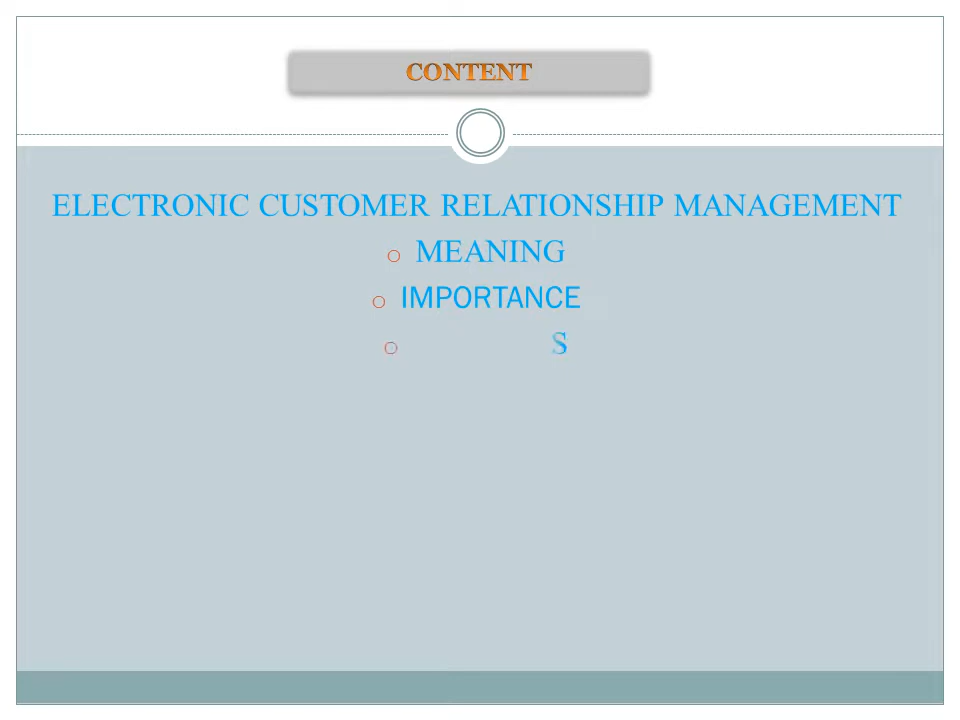 CONTENT
ELECTRONIC CUSTOMER RELATIONSHIP MANAGEMENT
o MEANING
o IMPORTANCE
o S